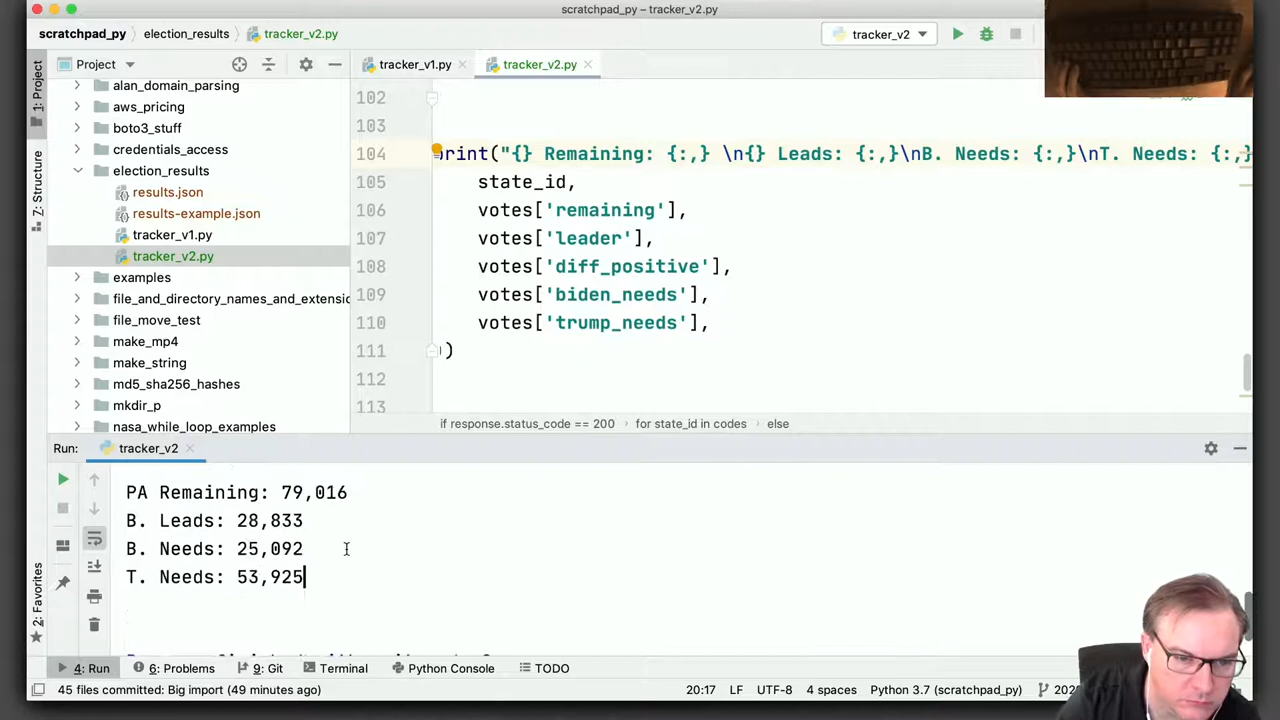 scratchpad_py – tracker_v2.py
scratchpad_py
election_results
tracker_v2.py
tracker_v2
1: Project
Z: Structure
2: Favorites
Project
tracker_v1.py
tracker_v2.py
alan_domain_parsing
aws_pricing
boto3_stuff
credentials_access
election_results
results.json
results-example.json
tracker_v1.py
tracker_v2.py
examples
file_and_directory_names_and_extensio
file_move_test
make_mp4
make_string
md5_sha256_hashes
mkdir_p
nasa_while_loop_examples
102
103
104 print("{} Remaining: {:,} \n{} Leads: {:,}\nB. Needs: {:,}\nT. Needs: {:,}
105 state_id,
106 votes['remaining'],
107 votes['leader'],
108 votes['diff_positive'],
109 votes['biden_needs'],
110 votes['trump_needs'],
111 )
112
113
if response.status_code == 200 for state_id in codes else
Run: tracker_v2
PA Remaining: 79,016
B. Leads: 28,833
B. Needs: 25,092
T. Needs: 53,925
4: Run 6: Problems 9: Git Terminal Python Console TODO
45 files committed: Big import (49 minutes ago)
20:17 LF UTF-8 4 spaces Python 3.7 (scratchpad_py)